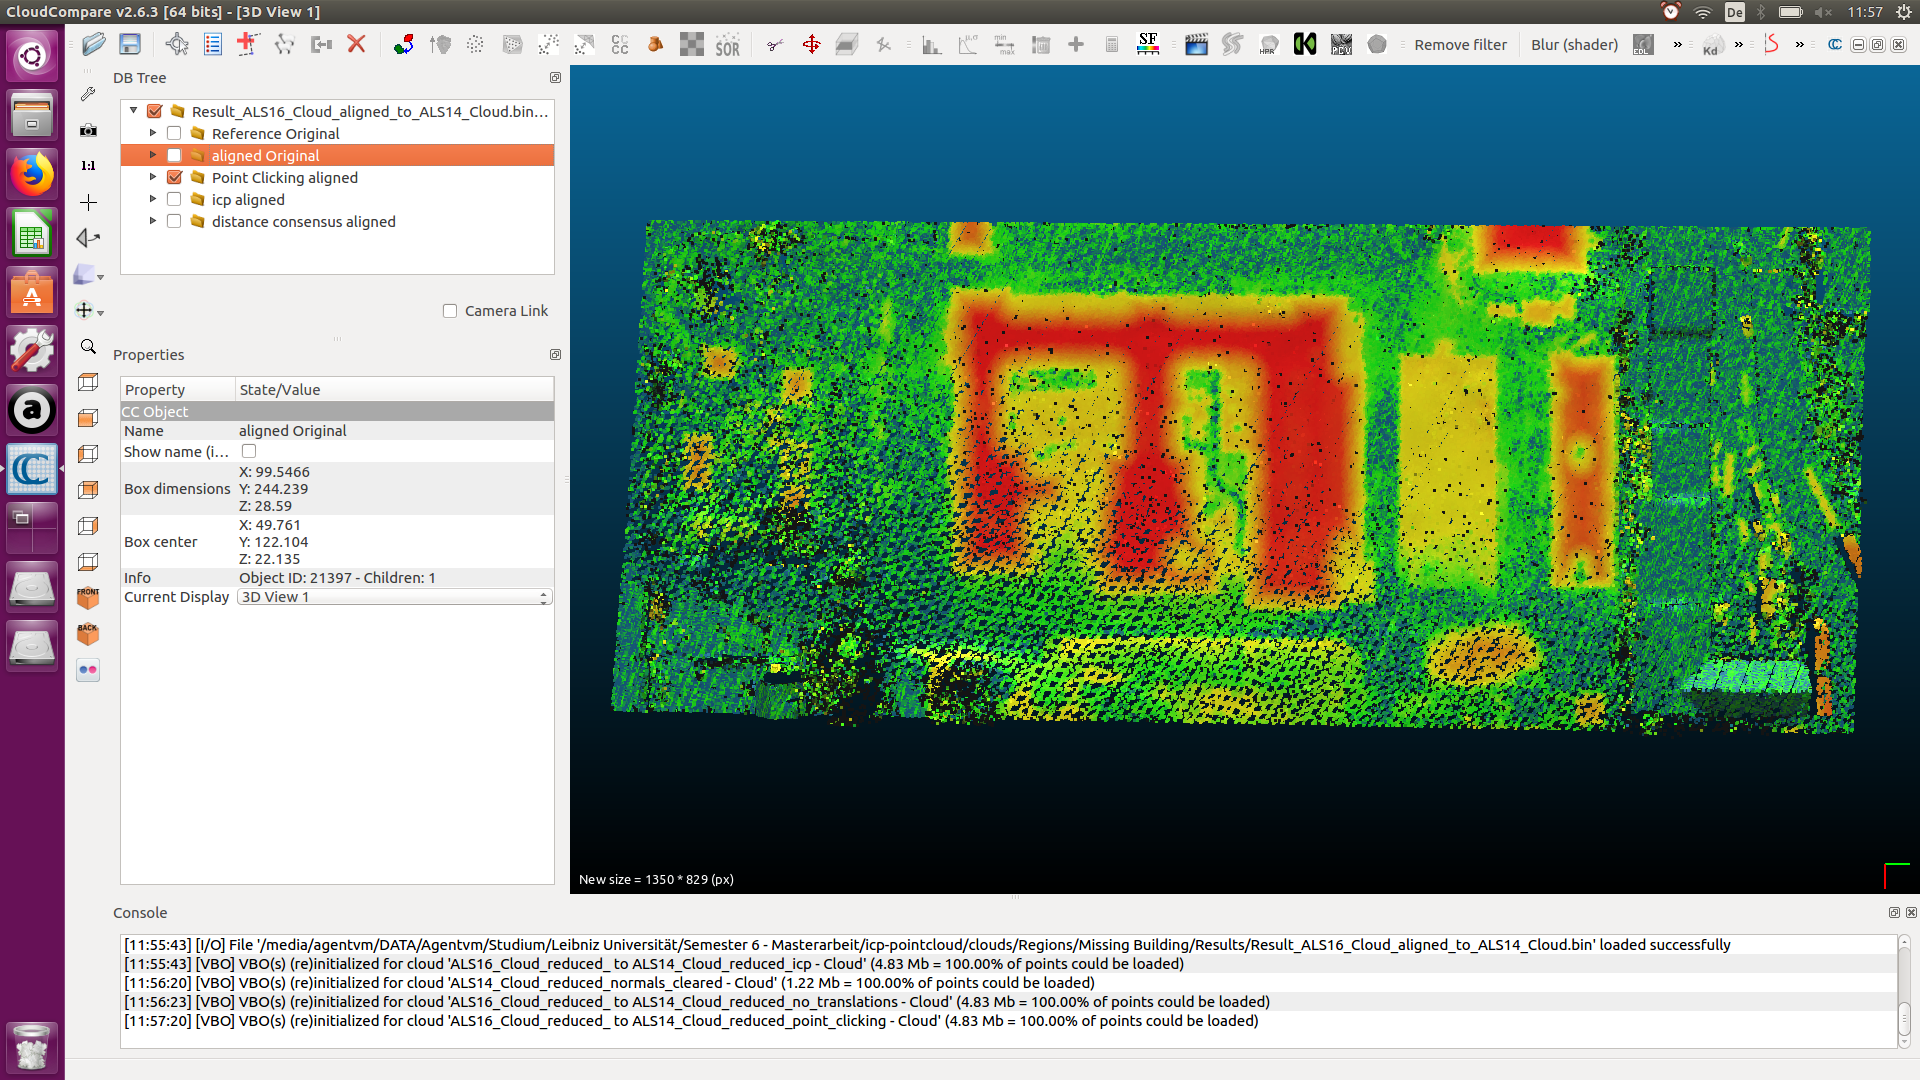 CloudCompare v2.6.3 [64 bits] - [3D View 1]
De
11:57
SOR
SF
HPR
PCV
Remove filter
Blur (shader)
EDL
Kd
DB Tree
Result_ALS16_Cloud_aligned_to_ALS14_Cloud.bin...
Reference Original
aligned Original
Point Clicking aligned
icp aligned
distance consensus aligned
1:1
Camera Link
Properties
Property State/Value
CC Object
Name aligned Original
Show name (i...
Box dimensions
X: 99.5466
Y: 244.239
Z: 28.59
Box center
X: 49.761
Y: 122.104
Z: 22.135
Info Object ID: 21397 - Children: 1
Current Display 3D View 1
FRONT
BACK
New size = 1350 * 829 (px)
Console
[11:55:43] [I/O] File '/media/agentvm/DATA/Agentvm/Studium/Leibniz Universität/Semester 6 - Masterarbeit/icp-pointcloud/clouds/Regions/Missing Building/Results/Result_ALS16_Cloud_aligned_to_ALS14_Cloud.bin' loaded successfully
[11:55:43] [VBO] VBO(s) (re)initialized for cloud 'ALS16_Cloud_reduced_ to ALS14_Cloud_reduced_icp - Cloud' (4.83 Mb = 100.00% of points could be loaded)
[11:56:20] [VBO] VBO(s) (re)initialized for cloud 'ALS14_Cloud_reduced_normals_cleared - Cloud' (1.22 Mb = 100.00% of points could be loaded)
[11:56:23] [VBO] VBO(s) (re)initialized for cloud 'ALS16_Cloud_reduced_ to ALS14_Cloud_reduced_no_translations - Cloud' (4.83 Mb = 100.00% of points could be loaded)
[11:57:20] [VBO] VBO(s) (re)initialized for cloud 'ALS16_Cloud_reduced_ to ALS14_Cloud_reduced_point_clicking - Cloud' (4.83 Mb = 100.00% of points could be loaded)